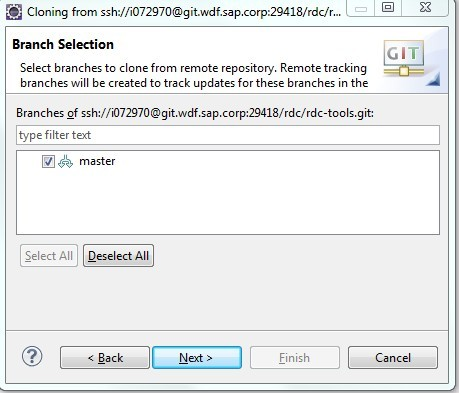 Cloning from ssh://i072970@git.wdf.sap.corp:29418/rdc/r...
Branch Selection
GIT
Select branches to clone from remote repository. Remote tracking
branches will be created to track updates for these branches in the
Branches of ssh://i072970@git.wdf.sap.corp:29418/rdc/rdc-tools.git:
type filter text
master
Select All Deselect All
? < Back Next > Finish Cancel